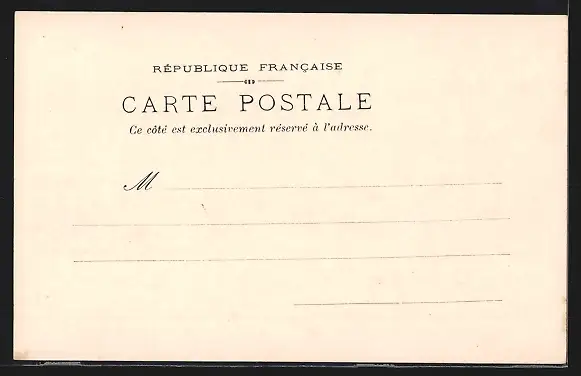 RÉPUBLIQUE FRANÇAISE
CARTE POSTALE
Ce côté est exclusivement réservé à l'adresse.
M